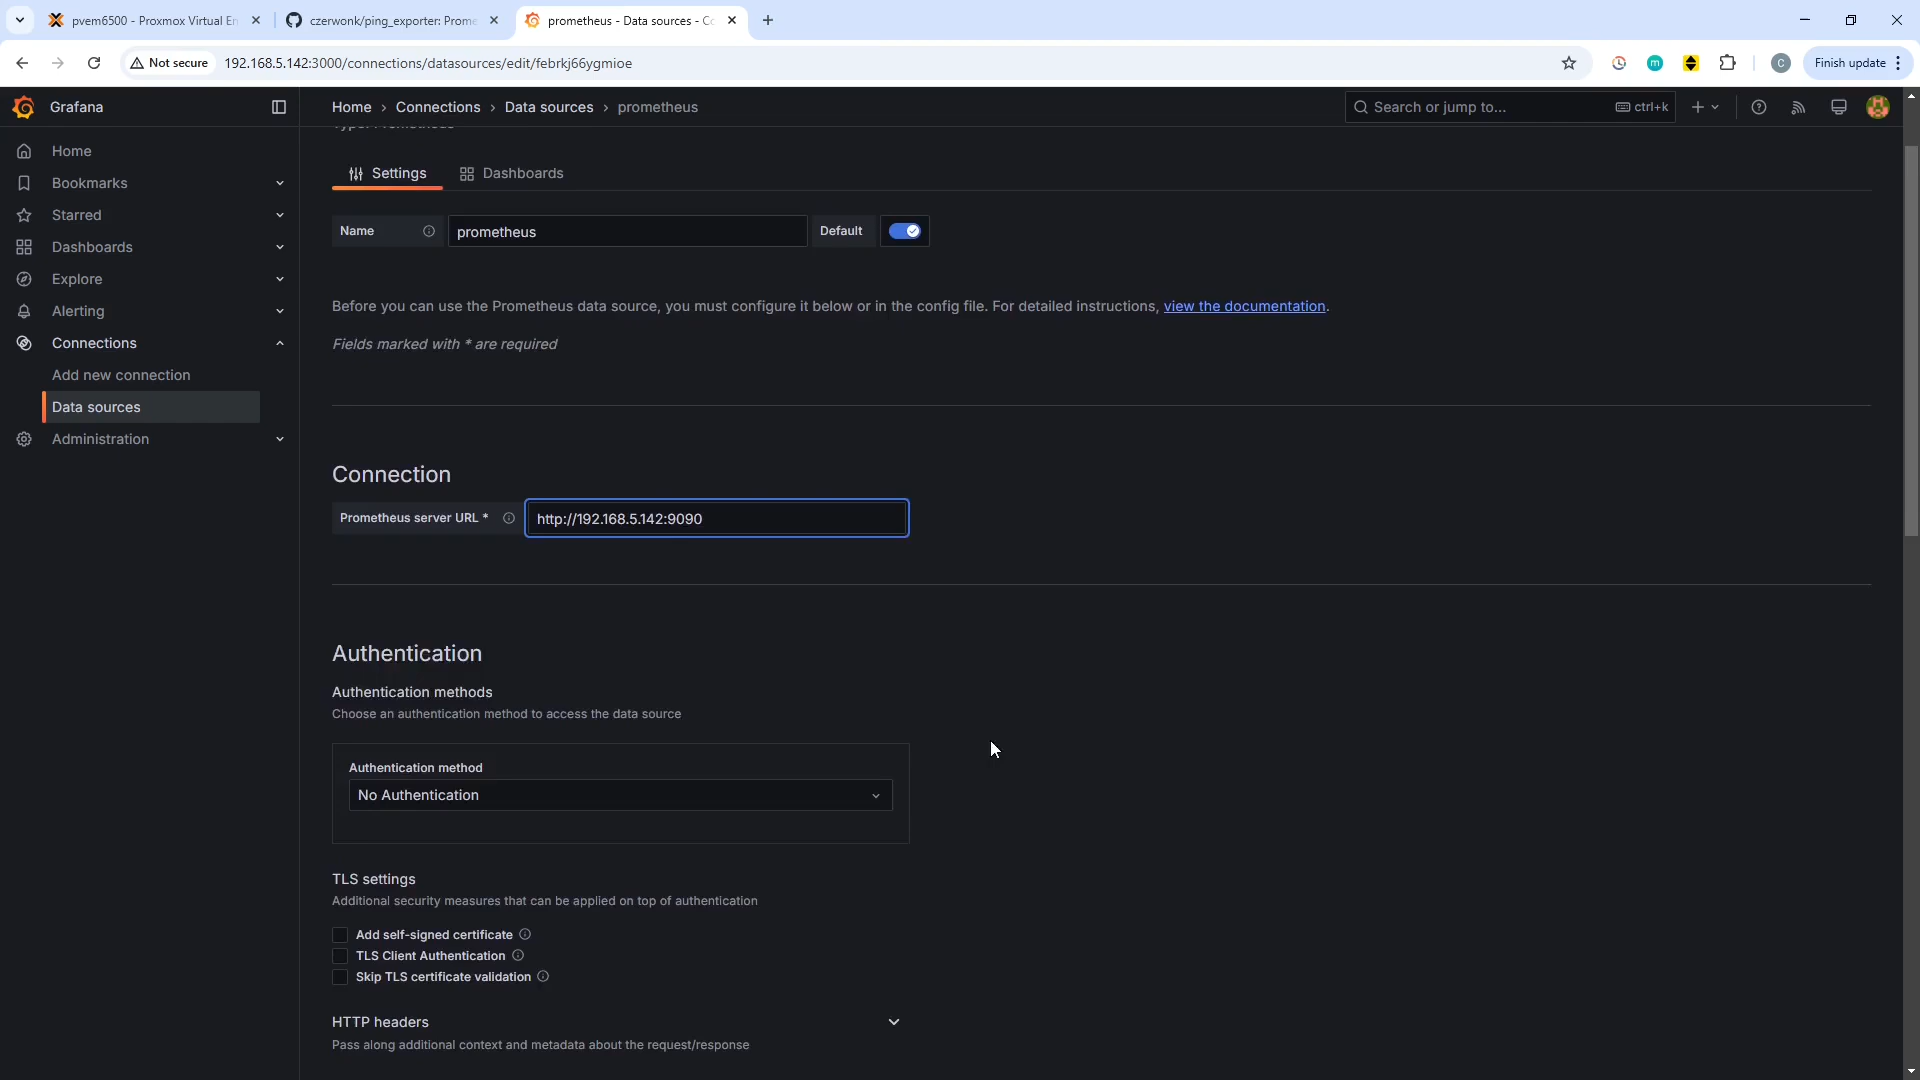 pvem6500 - Proxmox Virtual En
czerwonk/ping_exporter: Prome
prometheus - Data sources - Co
Not secure
192.168.5.142:3000/connections/datasources/edit/febrkj66ygmioe
m
C
Finish update
Grafana
Home › Connections › Data sources › prometheus
Search or jump to...
ctrl+k
Type: Prometheus
Home
Bookmarks
Starred
Dashboards
Explore
Alerting
Connections
Add new connection
Data sources
Administration
Settings
Dashboards
Name
prometheus
Default
Before you can use the Prometheus data source, you must configure it below or in the config file. For detailed instructions, view the documentation.
Fields marked with * are required
Connection
Prometheus server URL *
http://192.168.5.142:9090
Authentication
Authentication methods
Choose an authentication method to access the data source
Authentication method
No Authentication
TLS settings
Additional security measures that can be applied on top of authentication
Add self-signed certificate
TLS Client Authentication
Skip TLS certificate validation
HTTP headers
Pass along additional context and metadata about the request/response